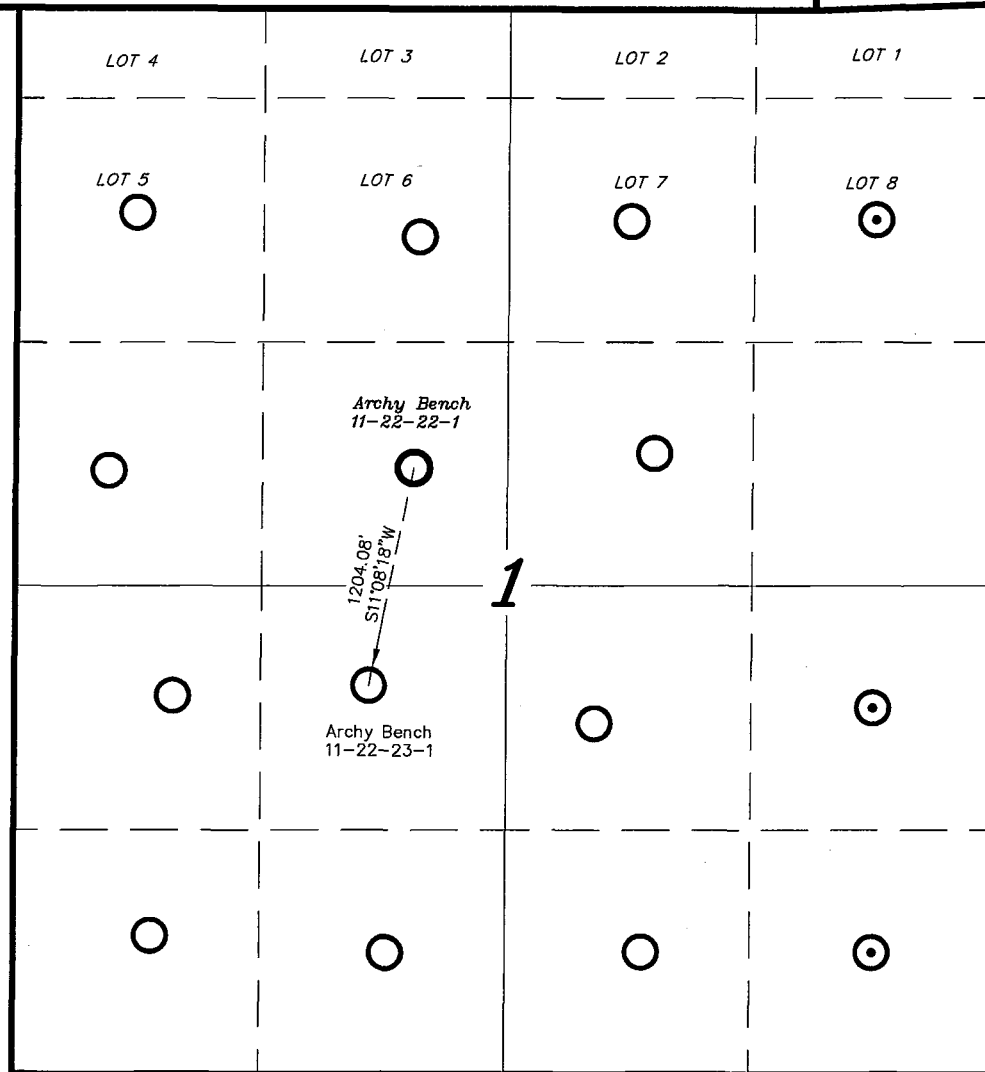 LOT 4
LOT 3
LOT 2
LOT 1
LOT 5
LOT 6
LOT 7
LOT 8
Archy Bench
11-22-22-1
1204.08'
S11°08'18"W
1
Archy Bench
11-22-23-1